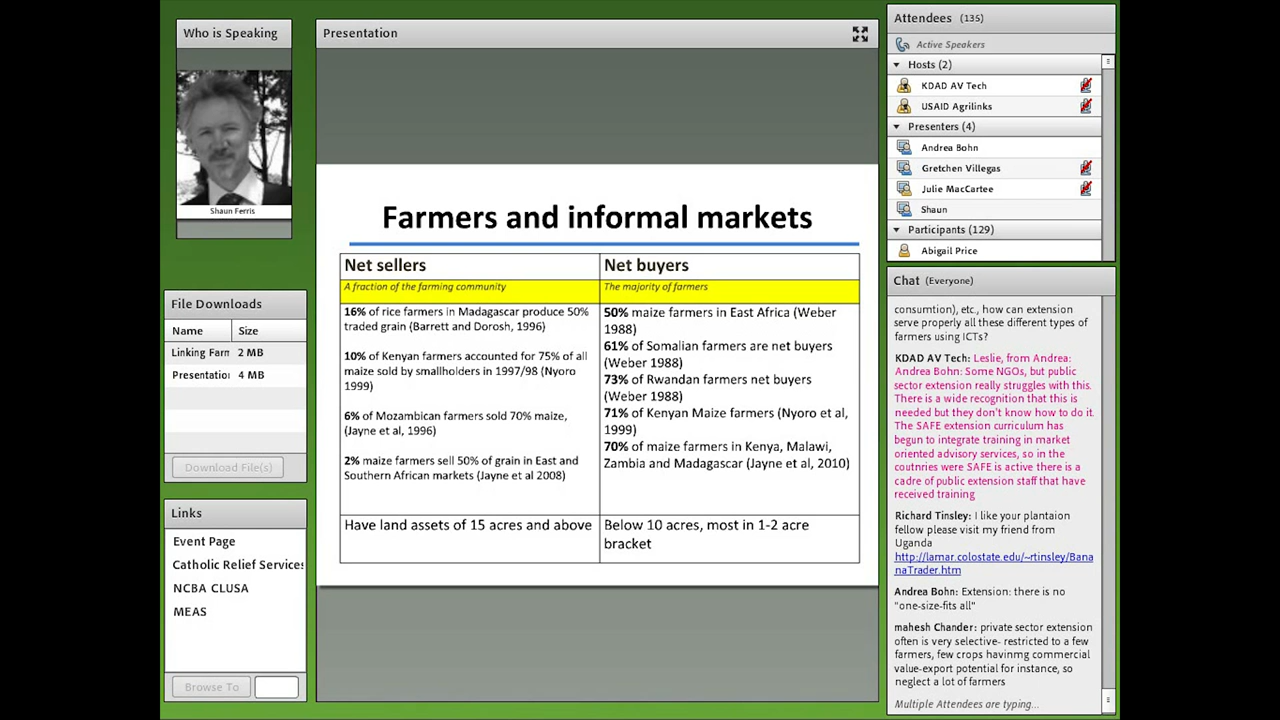 Who is Speaking
Shaun Ferris
File Downloads
Name Size
Linking Farm 2 MB
Presentation 4 MB
Download File(s)
Links
Event Page
Catholic Relief Services
NCBA CLUSA
MEAS
Browse To
Presentation
Farmers and informal markets
Net sellers
A fraction of the farming community
16% of rice farmers in Madagascar produce 50%
traded grain (Barrett and Dorosh, 1996)
10% of Kenyan farmers accounted for 75% of all
maize sold by smallholders in 1997/98 (Nyoro
1999)
6% of Mozambican farmers sold 70% maize,
(Jayne et al, 1996)
2% maize farmers sell 50% of grain in East and
Southern African markets (Jayne et al 2008)
Have land assets of 15 acres and above
Net buyers
The majority of farmers
50% maize farmers in East Africa (Weber
1988)
61% of Somalian farmers are net buyers
(Weber 1988)
73% of Rwandan farmers net buyers
(Weber 1988)
71% of Kenyan Maize farmers (Nyoro et al,
1999)
70% of maize farmers in Kenya, Malawi,
Zambia and Madagascar (Jayne et al, 2010)
Below 10 acres, most in 1-2 acre
bracket
Attendees (135)
Active Speakers
Hosts (2)
KDAD AV Tech
USAID Agrilinks
Presenters (4)
Andrea Bohn
Gretchen Villegas
Julie MacCartee
Shaun
Participants (129)
Abigail Price
Chat (Everyone)
consumtion), etc., how can extension
serve properly all these different types of
farmers using ICTs?
KDAD AV Tech: Leslie, from Andrea:
Andrea Bohn: Some NGOs, but public
sector extension really struggles with this.
There is a wide recognition that this is
needed but they don't know how to do it.
The SAFE extension curriculum has
begun to integrate training in market
oriented advisory services, so in the
coutnries were SAFE is active there is a
cadre of public extension staff that have
received training
Richard Tinsley: I like your plantaion
fellow please visit my friend from
Uganda
http://lamar.colostate.edu/~rtinsley/Bana
naTrader.htm
Andrea Bohn: Extension: there is no
"one-size-fits all"
mahesh Chander: private sector extension
often is very selective- restricted to a few
farmers, few crops havinmg commercial
value-export potential for instance, so
neglect a lot of farmers
Multiple Attendees are typing...